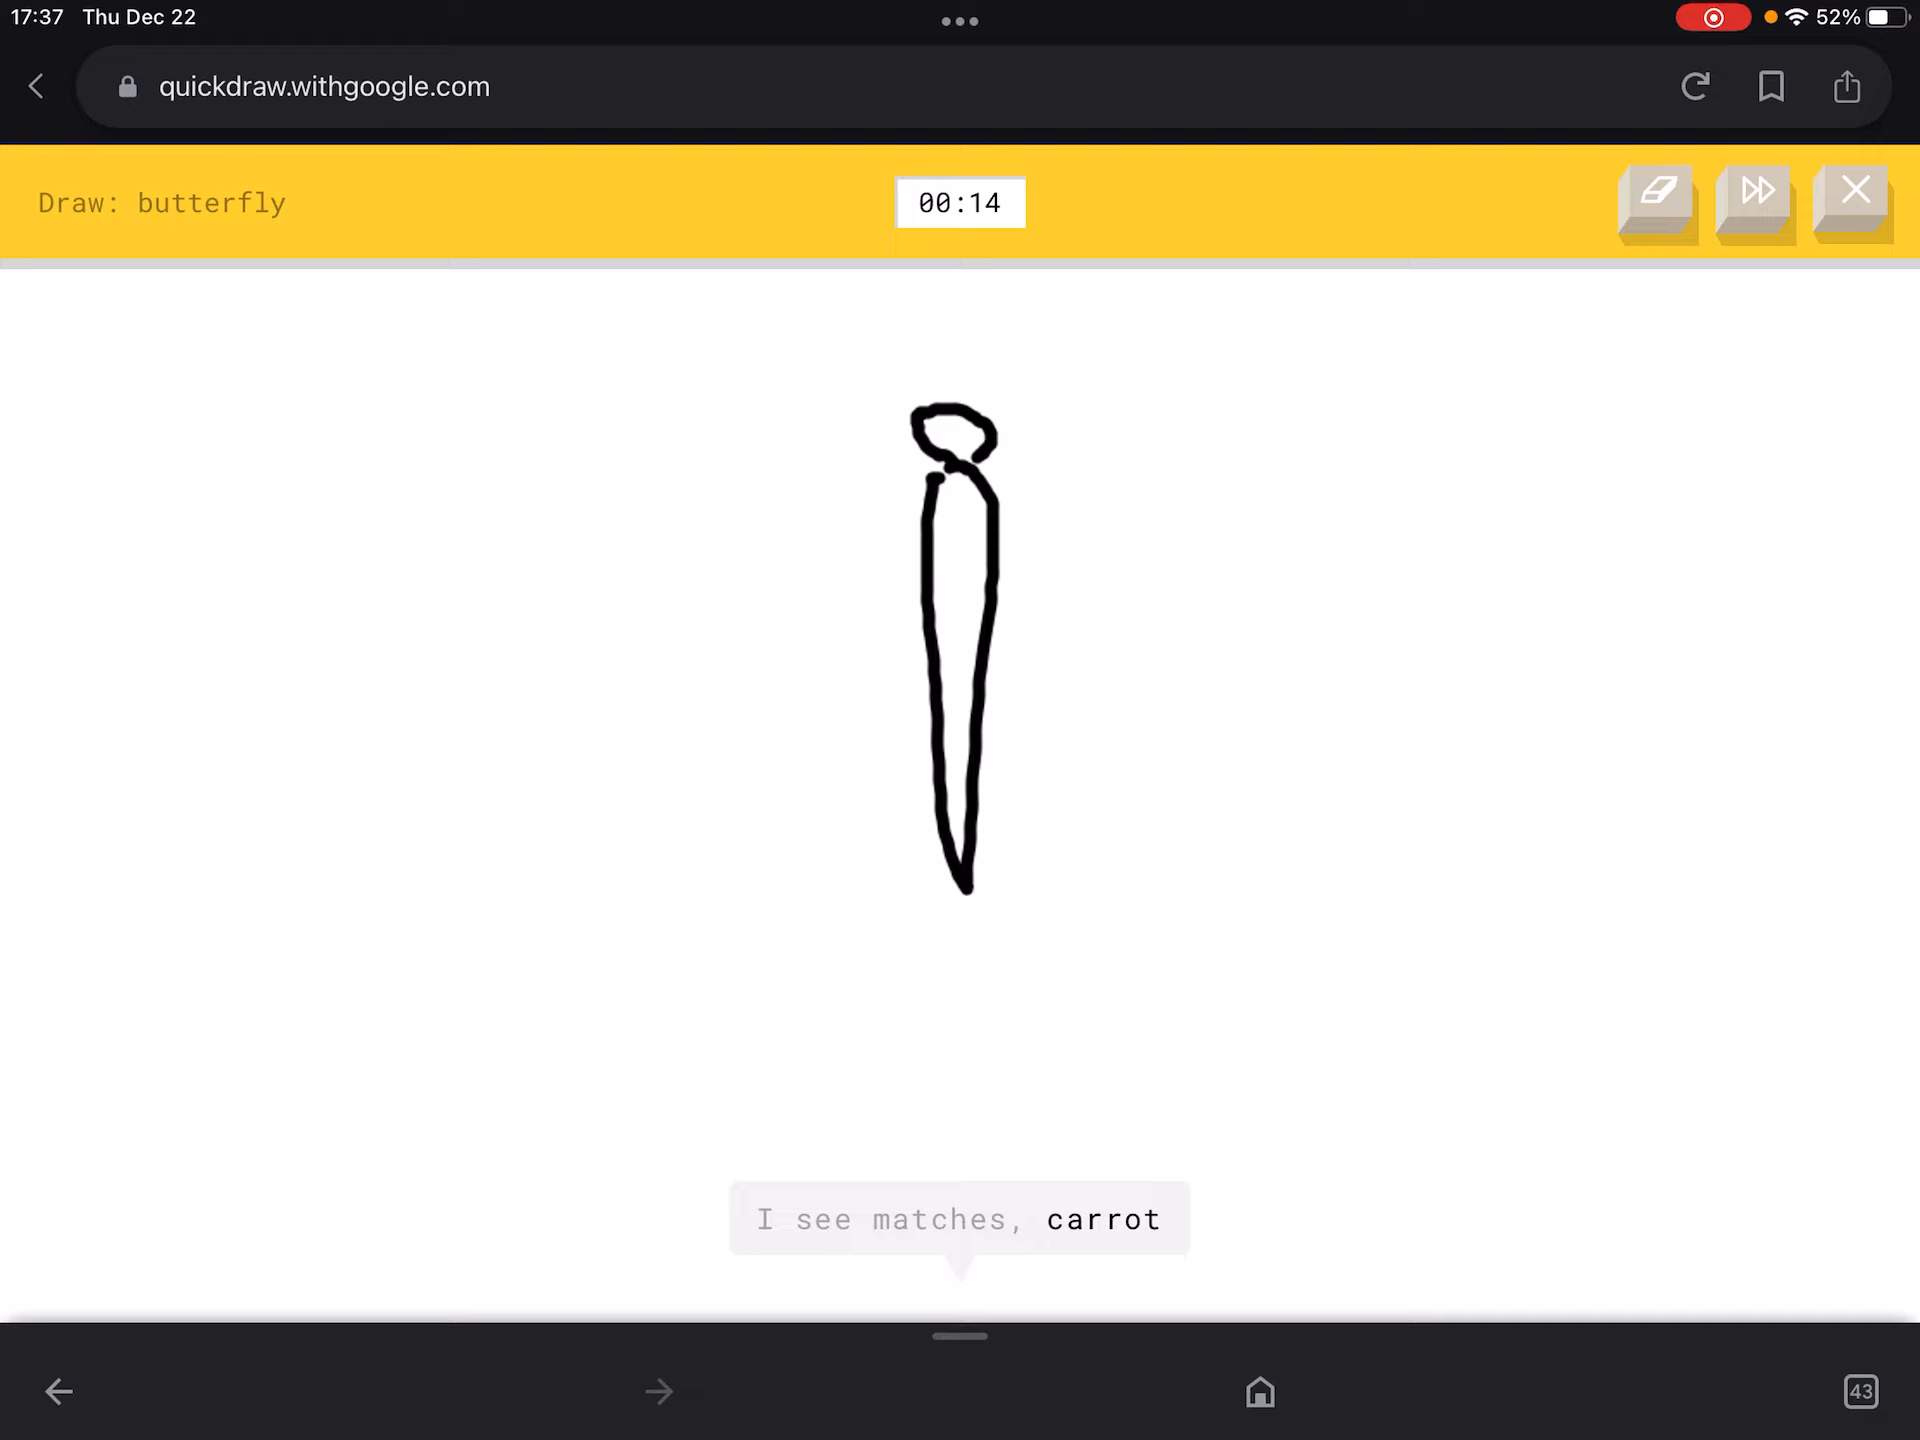 17:37 Thu Dec 22
52%
quickdraw.withgoogle.com
Draw: butterfly
00:14
I see matches, carrot
43